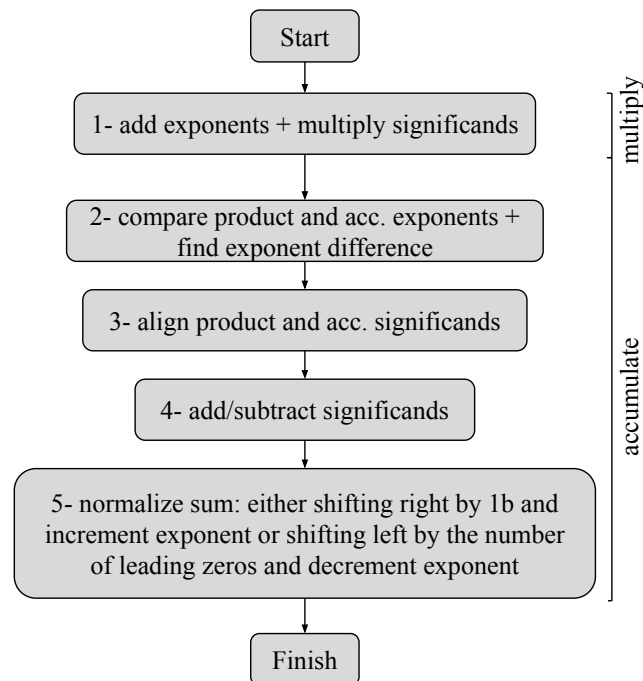 Start
1- add exponents + multiply significands
multiply
2- compare product and acc. exponents +
find exponent difference
3- align product and acc. significands
accumulate
4- add/subtract significands
5- normalize sum: either shifting right by 1b and
increment exponent or shifting left by the number
of leading zeros and decrement exponent
Finish